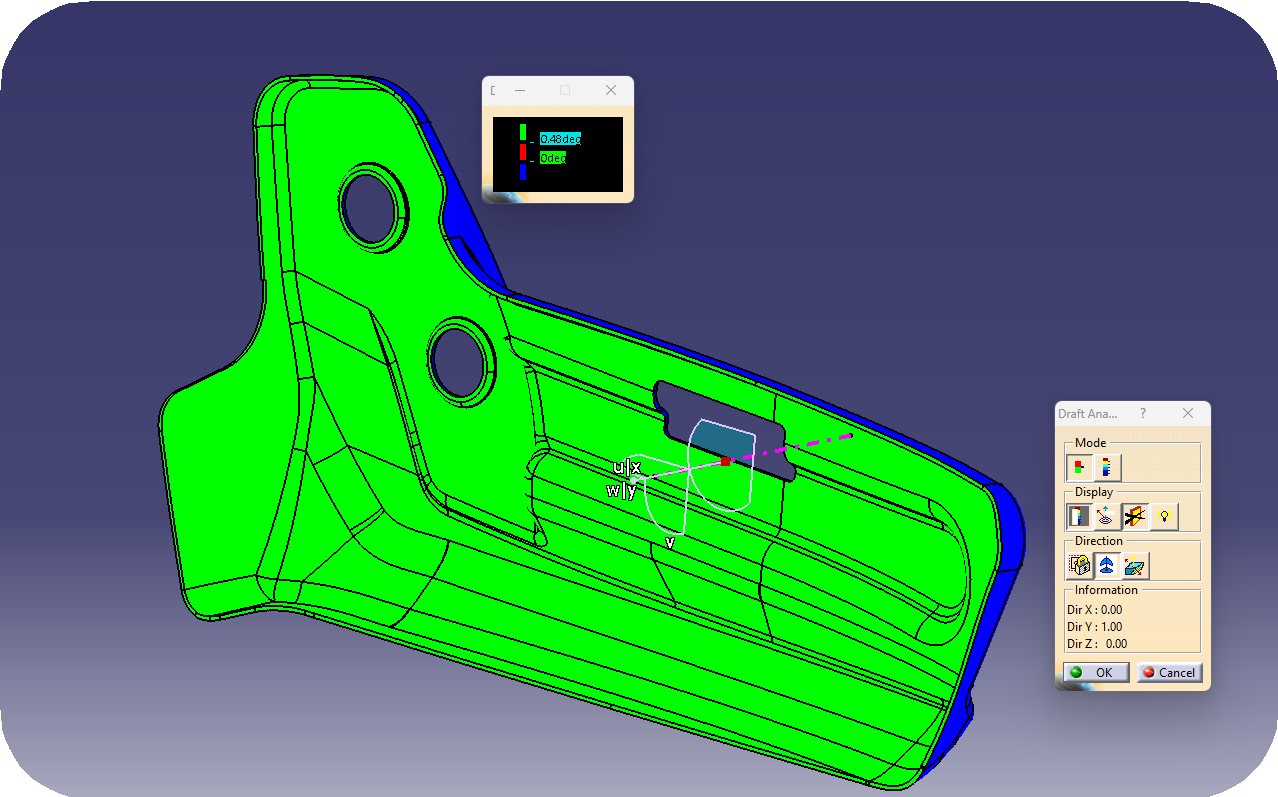 0.48deg
0deg
u|x
w|y
v
Draft Ana... ?
Mode
Display
Direction
Information
Dir X : 0.00
Dir Y : 1.00
Dir Z : 0.00
OK Cancel